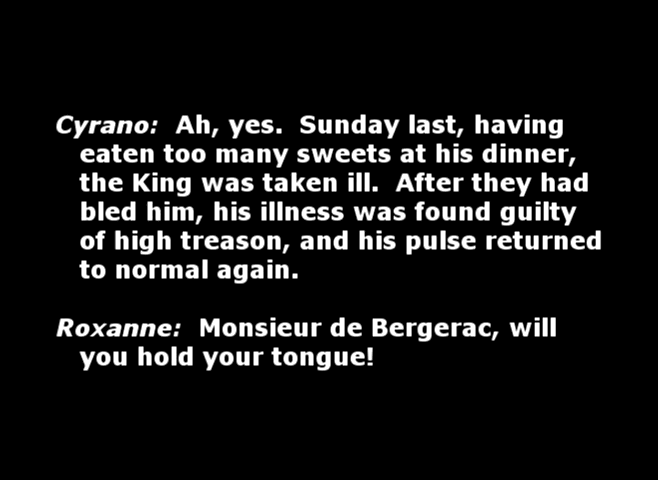 Cyrano:  Ah, yes.  Sunday last, having
eaten too many sweets at his dinner,
the King was taken ill.  After they had
bled him, his illness was found guilty
of high treason, and his pulse returned
to normal again.
Roxanne:  Monsieur de Bergerac, will
you hold your tongue!